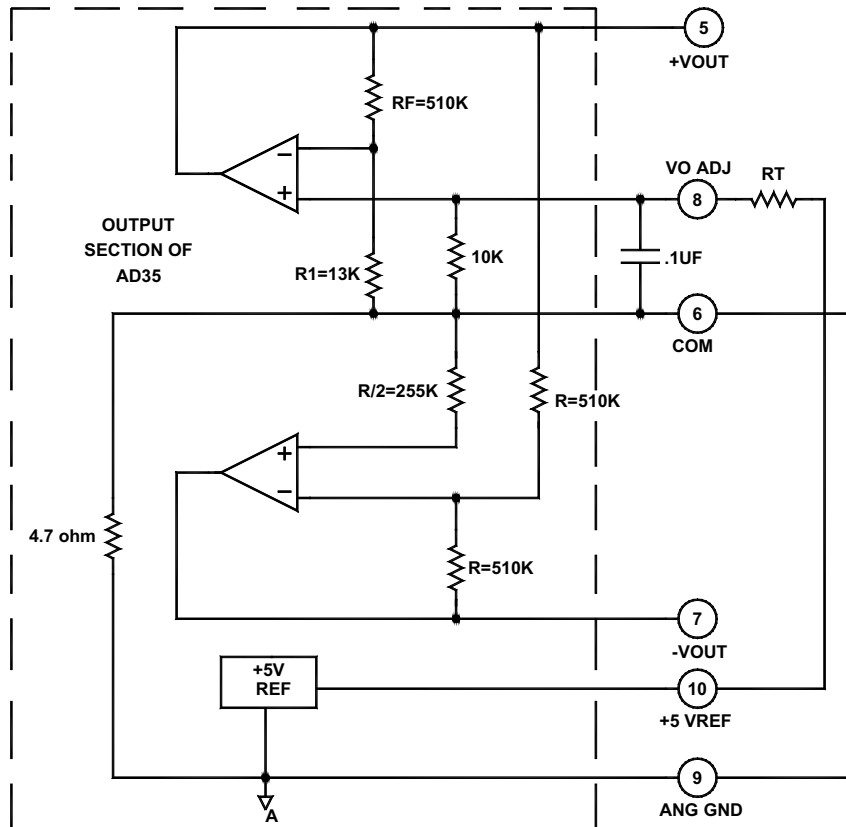 5
+VOUT
RF=510K
−
+
VO ADJ
RT
8
OUTPUT
SECTION OF
AD35
10K
.1UF
R1=13K
6
COM
R/2=255K
R=510K
+
−
4.7 ohm
R=510K
7
-VOUT
+5V
REF
10
+5 VREF
9
A
ANG GND